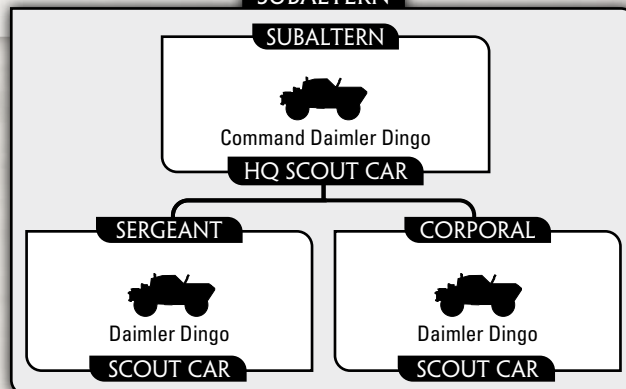 SUBALTERN
SUBALTERN
Command Daimler Dingo
HQ SCOUT CAR
SERGEANT
CORPORAL
Daimler Dingo
Daimler Dingo
SCOUT CAR
SCOUT CAR